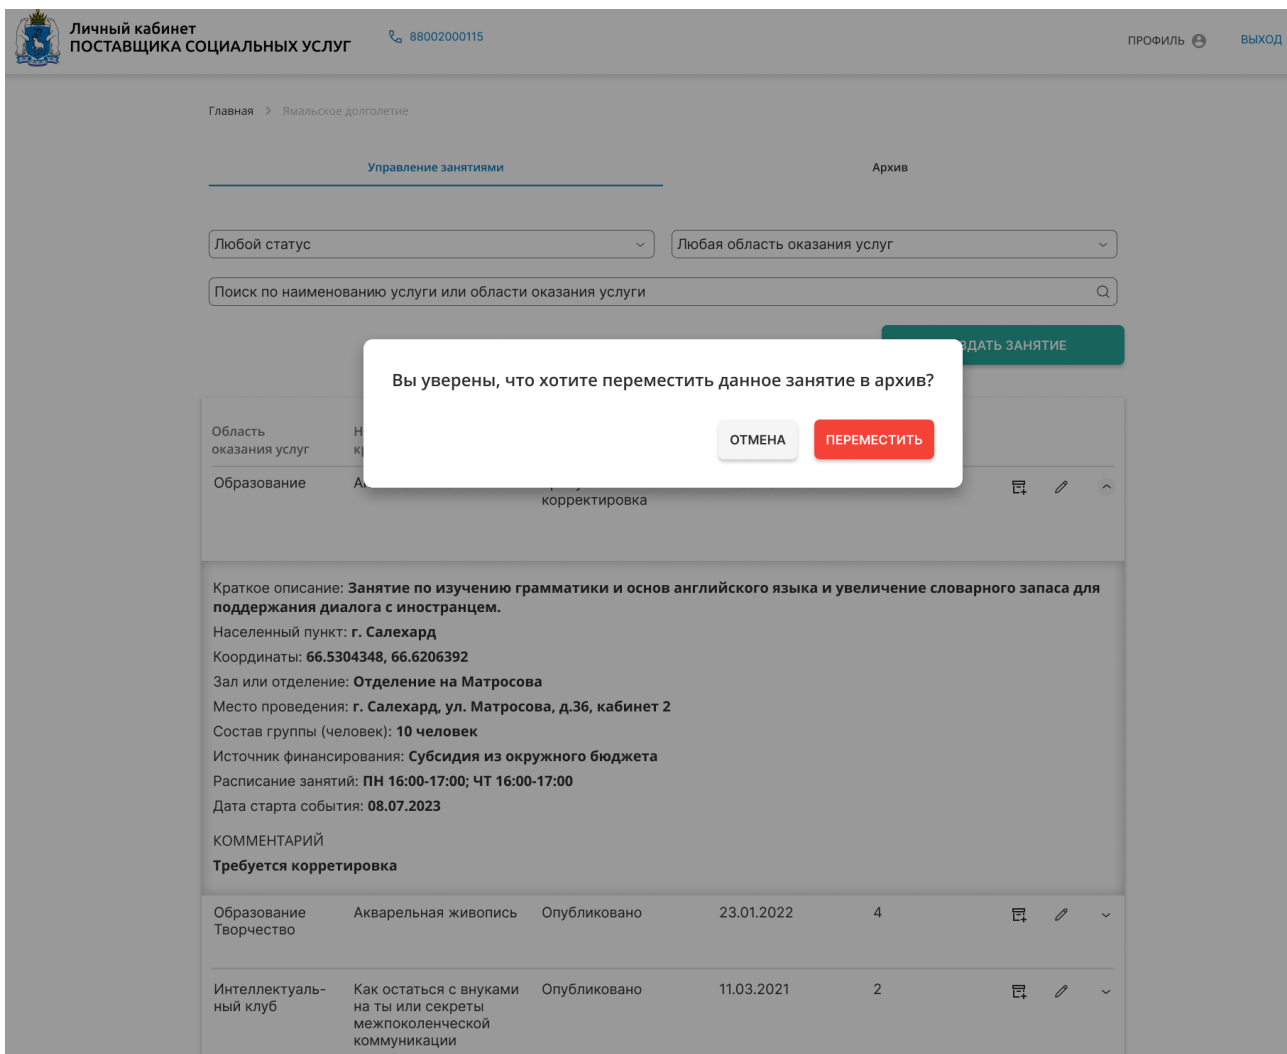 Личный кабинет
ПОСТАВЩИКА СОЦИАЛЬНЫХ УСЛУГ
88002000115
ПРОФИЛЬ
ВЫХОД
Главная > Ямальское долголетие
Управление занятиями
Архив
Любой статус
Любая область оказания услуг
Поиск по наименованию услуги или области оказания услуги
ЗДАТЬ ЗАНЯТИЕ
Вы уверены, что хотите переместить данное занятие в архив?
ОТМЕНА
ПЕРЕМЕСТИТЬ
Область
оказания услуг
Образование
корректировка
Краткое описание: Занятие по изучению грамматики и основ английского языка и увеличение словарного запаса для
поддержания диалога с иностранцем.
Населенный пункт: г. Салехард
Координаты: 66.5304348, 66.6206392
Зал или отделение: Отделение на Матросова
Место проведения: г. Салехард, ул. Матросова, д.36, кабинет 2
Состав группы (человек): 10 человек
Источник финансирования: Субсидия из окружного бюджета
Расписание занятий: ПН 16:00-17:00; ЧТ 16:00-17:00
Дата старта события: 08.07.2023
КОММЕНТАРИЙ
Требуется корретировка
Образование
Творчество
Акварельная живопись
Опубликовано
23.01.2022
4
Интеллектуаль-
ный клуб
Как остаться с внуками
на ты или секреты
межпоколенческой
коммуникации
Опубликовано
11.03.2021
2